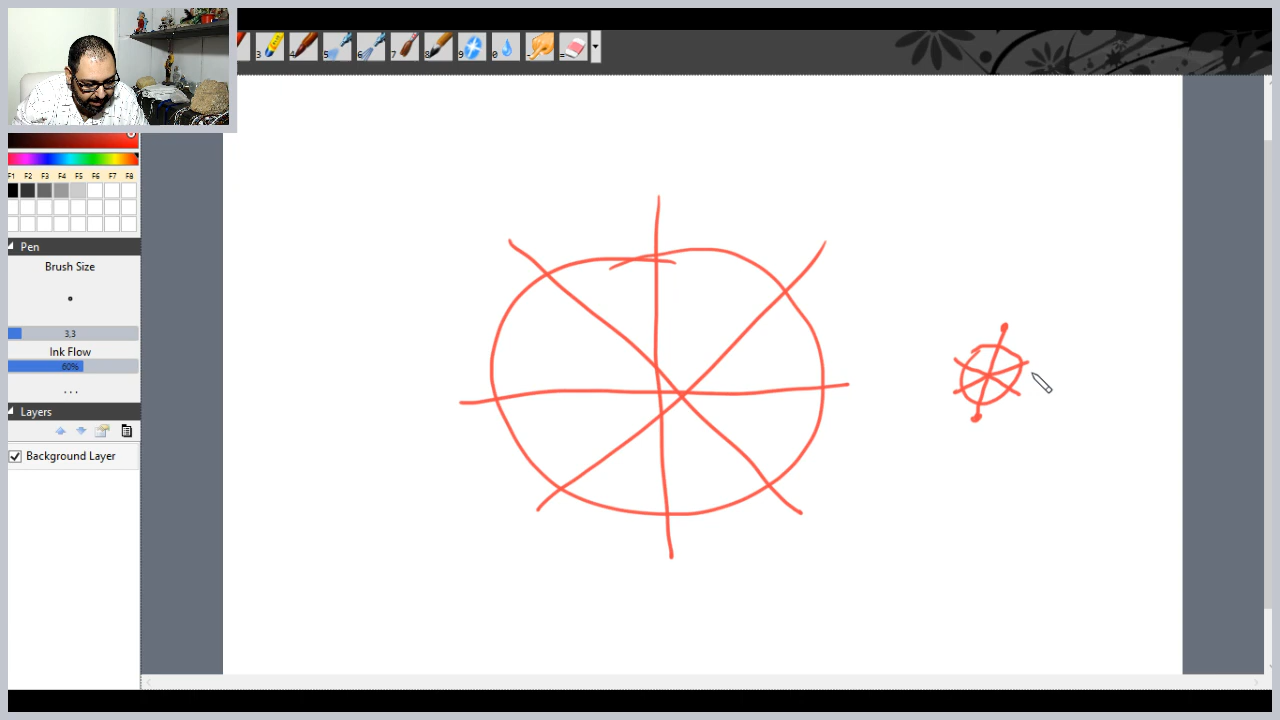 3 4 5 6 7 8 9 0 - =
F1 F2 F3 F4 F5 F6 F7 F8
Pen
Brush Size
3,3
Ink Flow
60%
...
Layers
Background Layer